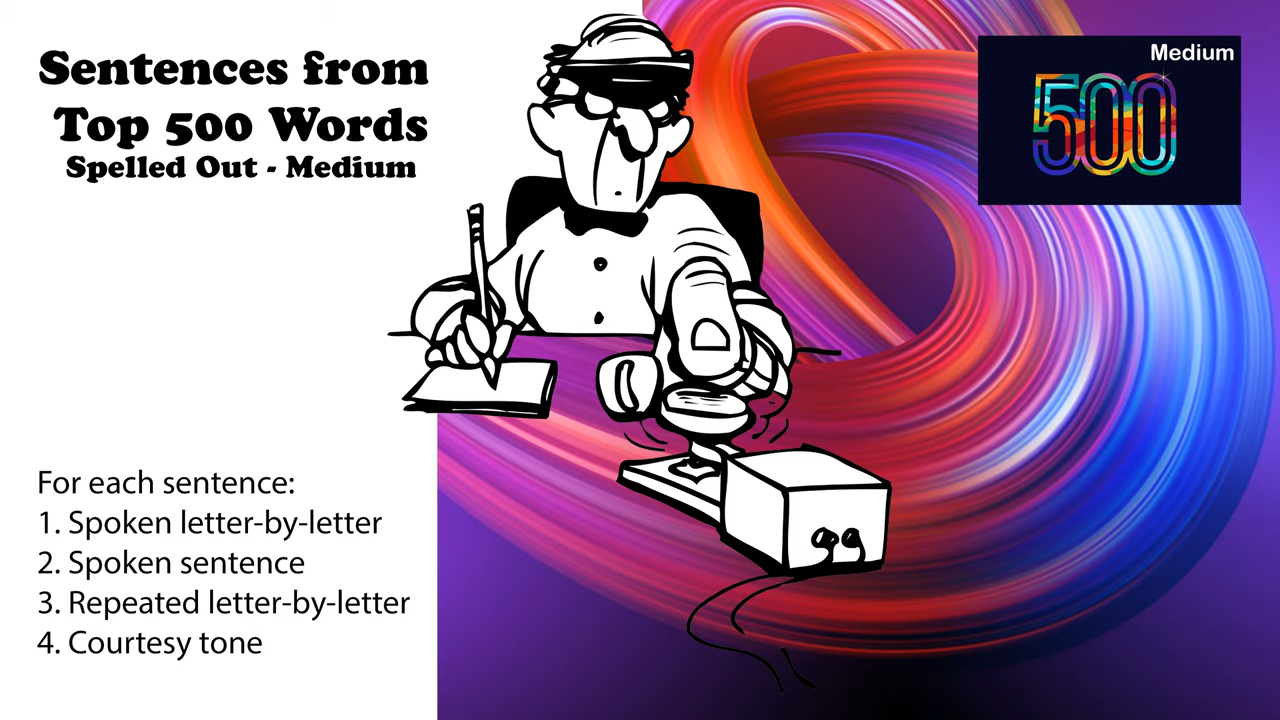 Sentences from
Top 500 Words
Spelled Out - Medium
Medium
500
For each sentence:
1. Spoken letter-by-letter
2. Spoken sentence
3. Repeated letter-by-letter
4. Courtesy tone